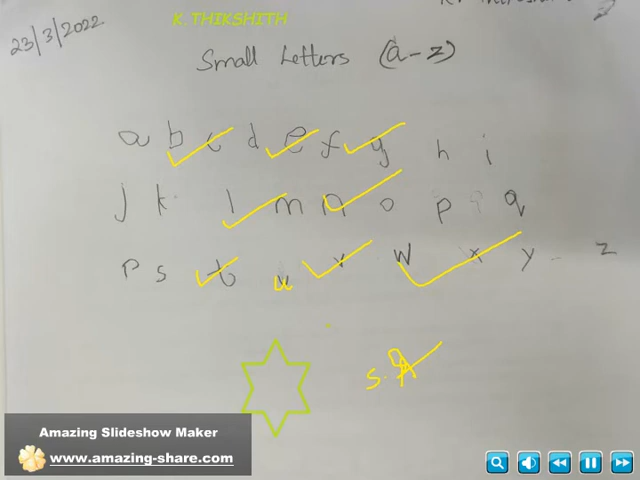 K.THIKSHITH
23/3/2022
Small Letters (a-z)
a b c d e f g h i
j k l m n o p q
r s t u v w x y z
S.A
Amazing Slideshow Maker
www.amazing-share.com